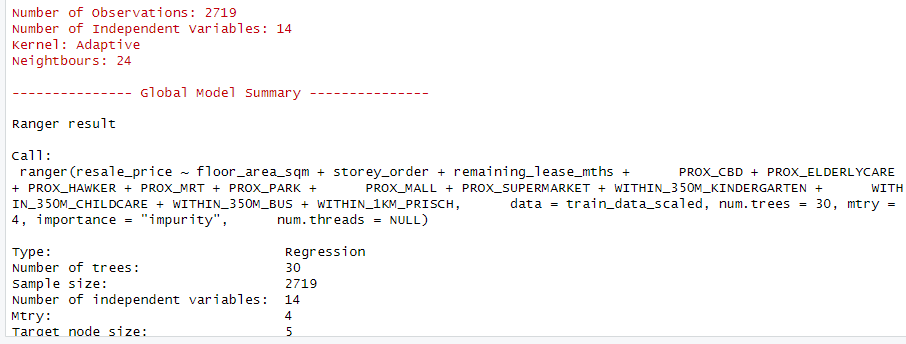 Number of Observations: 2719
Number of Independent Variables: 14
Kernel: Adaptive
Neightbours: 24
--------------- Global Model Summary ---------------
Ranger result
Call:
ranger(resale_price ~ floor_area_sqm + storey_order + remaining_lease_mths +      PROX_CBD + PROX_ELDERLYCARE
+ PROX_HAWKER + PROX_MRT + PROX_PARK +      PROX_MALL + PROX_SUPERMARKET + WITHIN_350M_KINDERGARTEN +      WITH
IN_350M_CHILDCARE + WITHIN_350M_BUS + WITHIN_1KM_PRISCH,      data = train_data_scaled, num.trees = 30, mtry =
4, importance = "impurity",      num.threads = NULL)
Type:                             Regression
Number of trees:                  30
Sample size:                      2719
Number of independent variables:  14
Mtry:                             4
Target node size:                 5